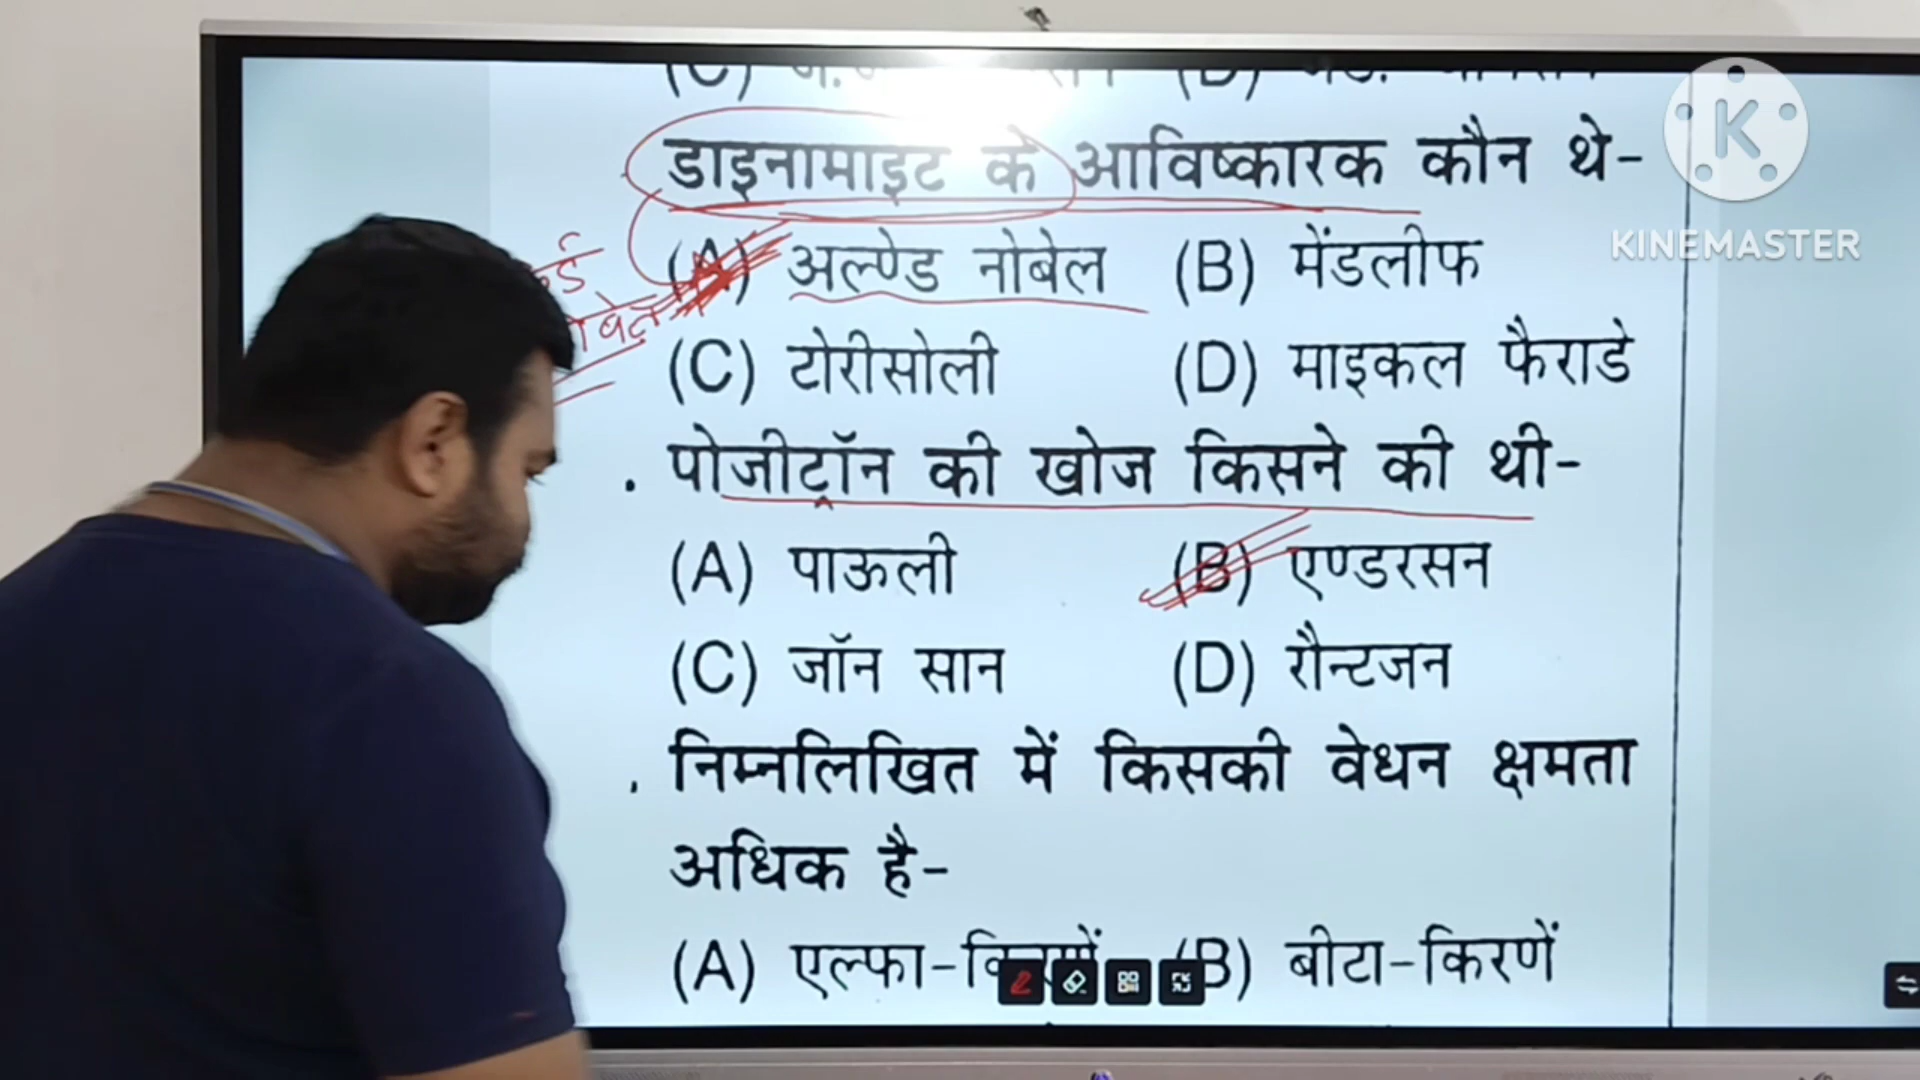 डाइनामाइट के आविष्कारक कौन थे-
(A) अल्फ्रेड नोबेल (B) मेंडलीफ
(C) टोरीसोली (D) माइकल फैराडे
. पोजीट्रॉन की खोज किसने की थी-
(A) पाऊली (B) एण्डरसन
(C) जॉन सान (D) रौन्टजन
. निम्नलिखित में किसकी वेधन क्षमता
अधिक है-
(A) एल्फा-किरणें (B) बीटा-किरणें
K
KINEMASTER